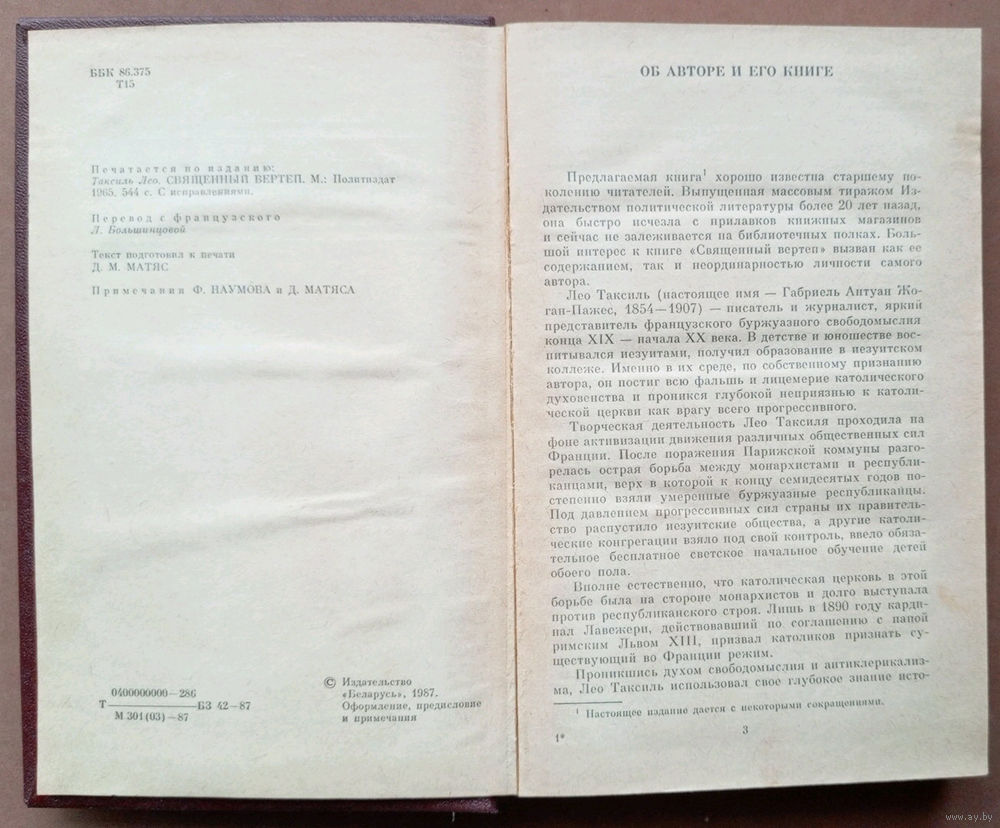 ББК 86.375
Т15
Печатается по изданию:
Таксиль Лео. СВЯЩЕННЫЙ ВЕРТЕП. М.: Политиздат
1965. 544 с. С исправлениями.
Перевод с французского
Л. Большинцовой
Текст подготовил к печати
Д. М. МАТЯС
Примечания Ф. НАУМОВА и Д. МАТЯСА
0400000000—286
Т
БЗ 42—87
М 301(03)—87
© Издательство
«Беларусь», 1987.
Оформление, предисловие
и примечания
ОБ АВТОРЕ И ЕГО КНИГЕ
Предлагаемая книга¹ хорошо известна старшему по-
колению читателей. Выпущенная массовым тиражом Из-
дательством политической литературы более 20 лет назад,
она быстро исчезла с прилавков книжных магазинов
и сейчас не залеживается на библиотечных полках. Боль-
шой интерес к книге «Священный вертеп» вызван как ее
содержанием, так и неординарностью личности самого
автора.
Лео Таксиль (настоящее имя — Габриель Антуан Жо-
ган-Пажес, 1854—1907) — писатель и журналист, яркий
представитель французского буржуазного свободомыслия
конца XIX — начала XX века. В детстве и юношестве вос-
питывался иезуитами, получил образование в иезуитском
коллеже. Именно в их среде, по собственному признанию
автора, он постиг всю фальшь и лицемерие католического
духовенства и проникся глубокой неприязнью к католи-
ческой церкви как врагу всего прогрессивного.
Творческая деятельность Лео Таксиля проходила на
фоне активизации движения различных общественных сил
Франции. После поражения Парижской коммуны разго-
релась острая борьба между монархистами и республи-
канцами, верх в которой к концу семидесятых годов по-
степенно взяли умеренные буржуазные республиканцы.
Под давлением прогрессивных сил страны их правитель-
ство распустило иезуитские общества, а другие католи-
ческие конгрегации взяло под свой контроль, ввело обяза-
тельное бесплатное светское начальное обучение детей
обоего пола.
Вполне естественно, что католическая церковь в этой
борьбе была на стороне монархистов и долго выступала
против республиканского строя. Лишь в 1890 году карди-
нал Лавежери, действовавший по соглашению с папой
римским Львом XIII, призвал католиков признать су-
ществующий во Франции режим.
Проникшись духом свободомыслия и антиклерикализ-
ма, Лео Таксиль использовал свое глубокое знание исто-
¹ Настоящее издание дается с некоторыми сокращениями.
1*
3
www.ay.by